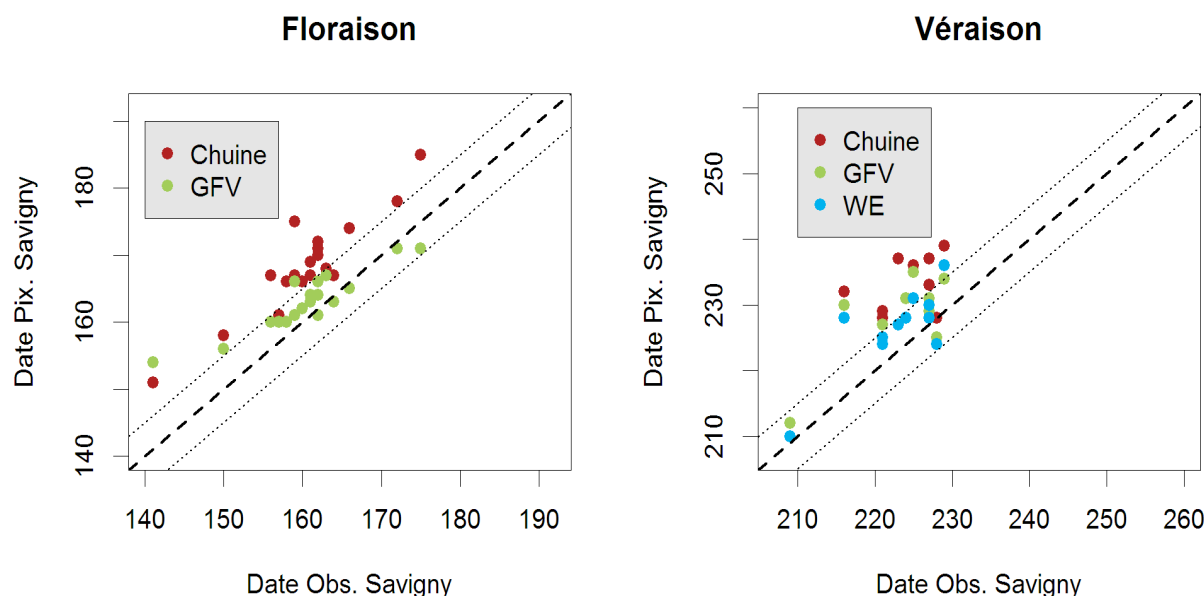 Floraison
Chuine
GFV
Date Pix. Savigny
140
160
180
140 150 160 170 180 190
Date Obs. Savigny
Véraison
Chuine
GFV
WE
Date Pix. Savigny
210
230
250
210 220 230 240 250 260
Date Obs. Savigny